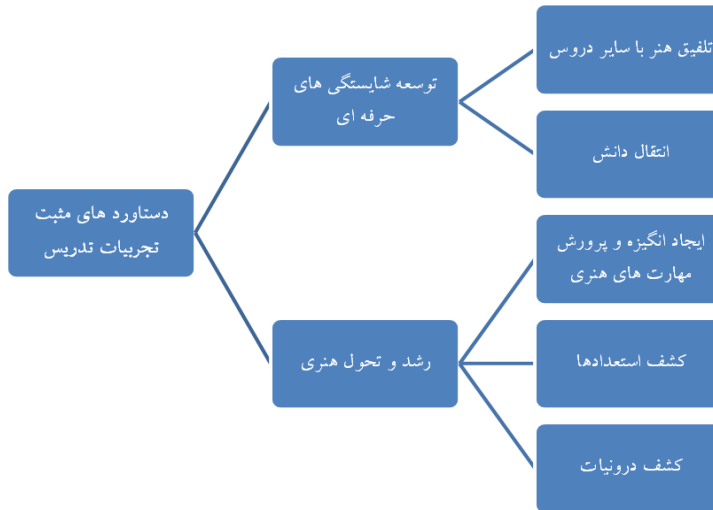 دستاورد های مثبت
تجربیات تدریس
توسعه شایستگی های
حرفه ای
تلفیق هنر با سایر دروس
انتقال دانش
رشد و تحول هنری
ایجاد انگیزه و پرورش
مهارت های هنری
کشف استعدادها
کشف درونیات